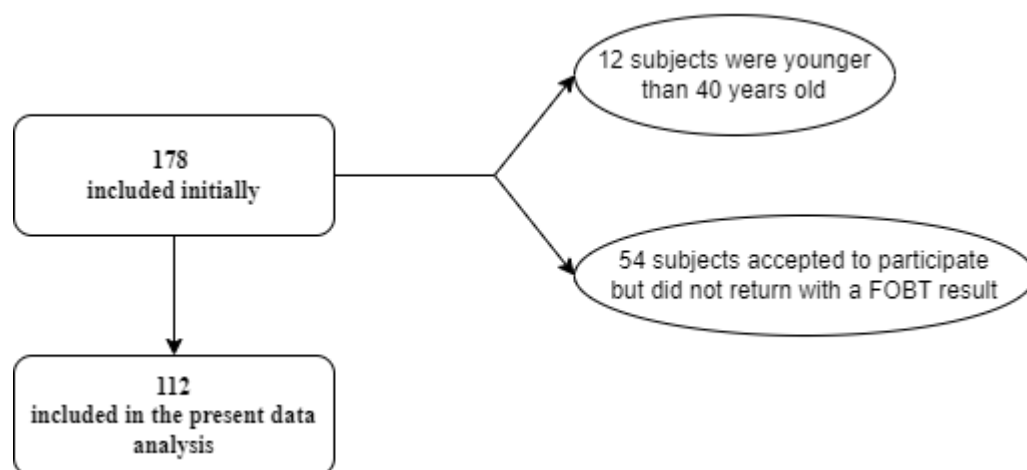 12 subjects were younger
than 40 years old
178
included initially
54 subjects accepted to participate
but did not return with a FOBT result
112
included in the present data
analysis